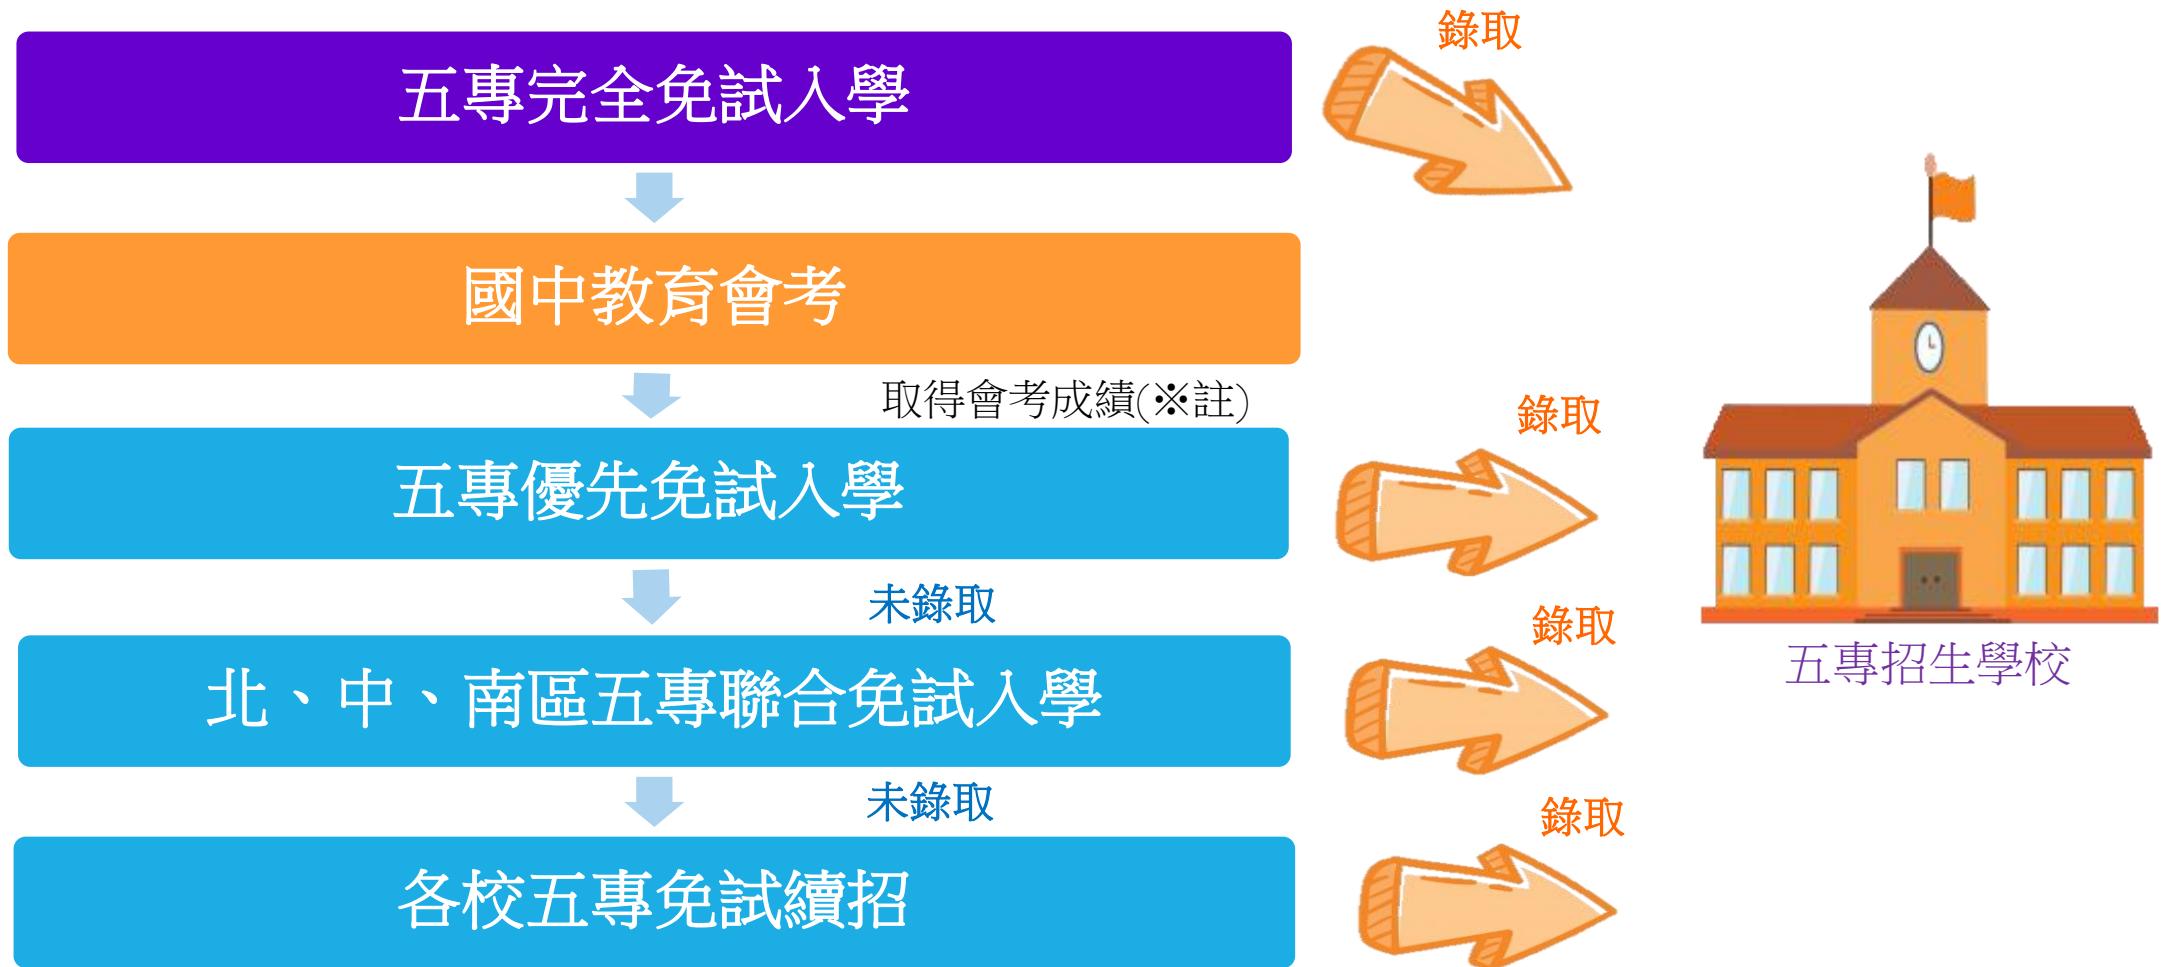 錄取
五專完全免試入學
國中教育會考
取得會考成績(※註)
錄取
五專優先免試入學
未錄取
錄取
五專招生學校
北、中、南區五專聯合免試入學
未錄取
錄取
各校五專免試續招